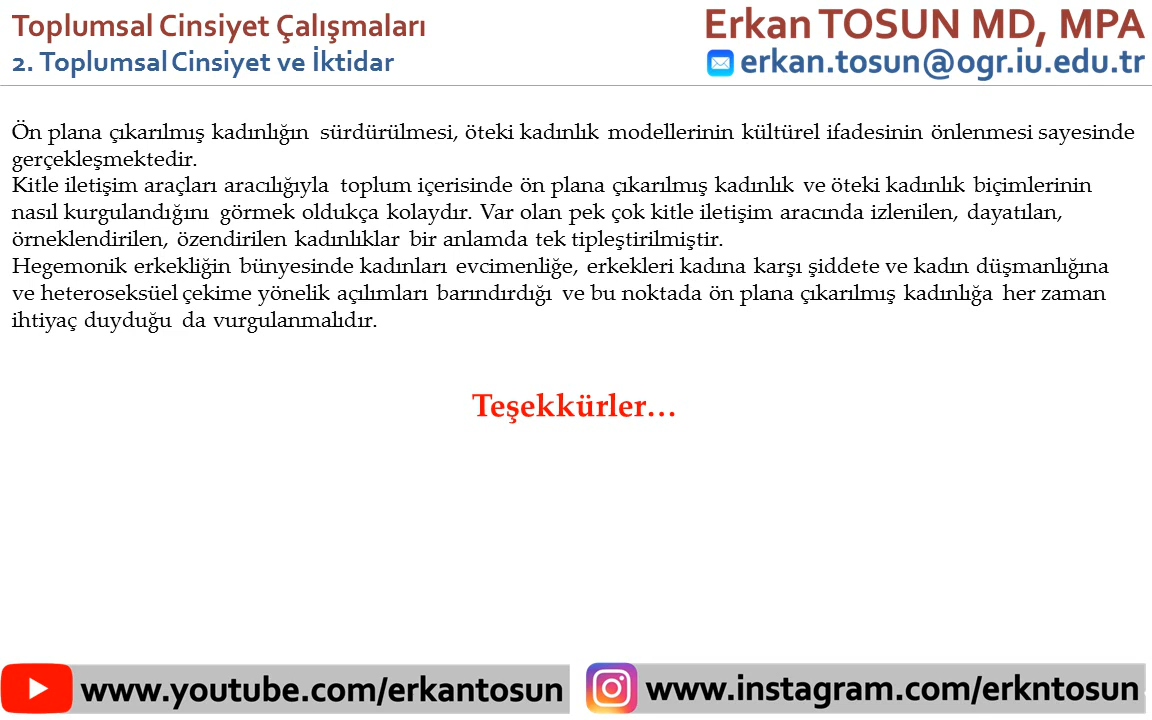 Toplumsal Cinsiyet Çalışmaları
2. Toplumsal Cinsiyet ve İktidar
Erkan TOSUN MD, MPA
erkan.tosun@ogr.iu.edu.tr
Ön plana çıkarılmış kadınlığın sürdürülmesi, öteki kadınlık modellerinin kültürel ifadesinin önlenmesi sayesinde
gerçekleşmektedir.
Kitle iletişim araçları aracılığıyla toplum içerisinde ön plana çıkarılmış kadınlık ve öteki kadınlık biçimlerinin
nasıl kurgulandığını görmek oldukça kolaydır. Var olan pek çok kitle iletişim aracında izlenilen, dayatılan,
örneklendirilen, özendirilen kadınlıklar bir anlamda tek tipleştirilmiştir.
Hegemonik erkekliğin bünyesinde kadınları evcimenliğe, erkekleri kadına karşı şiddete ve kadın düşmanlığına
ve heteroseksüel çekime yönelik açılımları barındırdığı ve bu noktada ön plana çıkarılmış kadınlığa her zaman
ihtiyaç duyduğu da vurgulanmalıdır.
Teşekkürler…
www.youtube.com/erkantosun
www.instagram.com/erkntosun